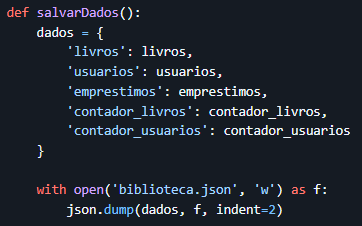 def salvarDados():
    dados = {
        'livros': livros,
        'usuarios': usuarios,
        'emprestimos': emprestimos,
        'contador_livros': contador_livros,
        'contador_usuarios': contador_usuarios
    }

    with open('biblioteca.json', 'w') as f:
        json.dump(dados, f, indent=2)